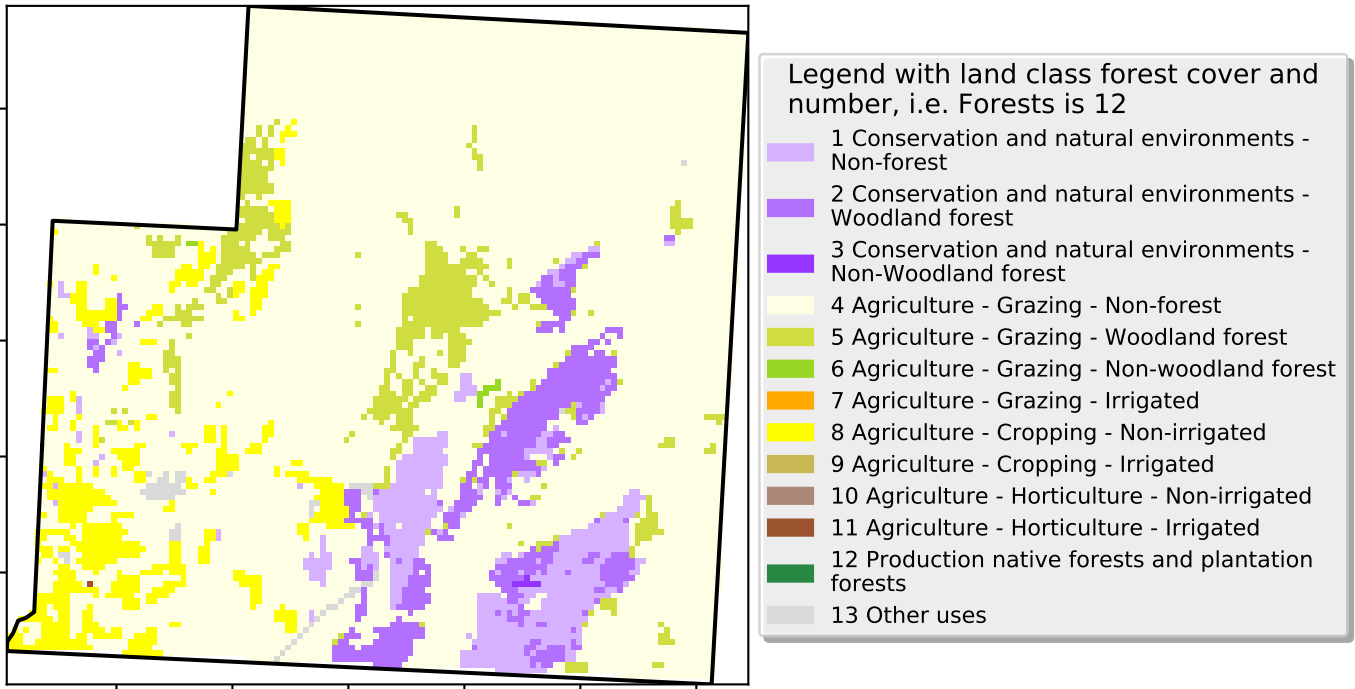 Legend with land class forest cover and
number, i.e. Forests is 12
1 Conservation and natural environments -
Non-forest
2 Conservation and natural environments -
Woodland forest
3 Conservation and natural environments -
Non-Woodland forest
4 Agriculture - Grazing - Non-forest
5 Agriculture - Grazing - Woodland forest
6 Agriculture - Grazing - Non-woodland forest
7 Agriculture - Grazing - Irrigated
8 Agriculture - Cropping - Non-irrigated
9 Agriculture - Cropping - Irrigated
10 Agriculture - Horticulture - Non-irrigated
11 Agriculture - Horticulture - Irrigated
12 Production native forests and plantation
forests
13 Other uses